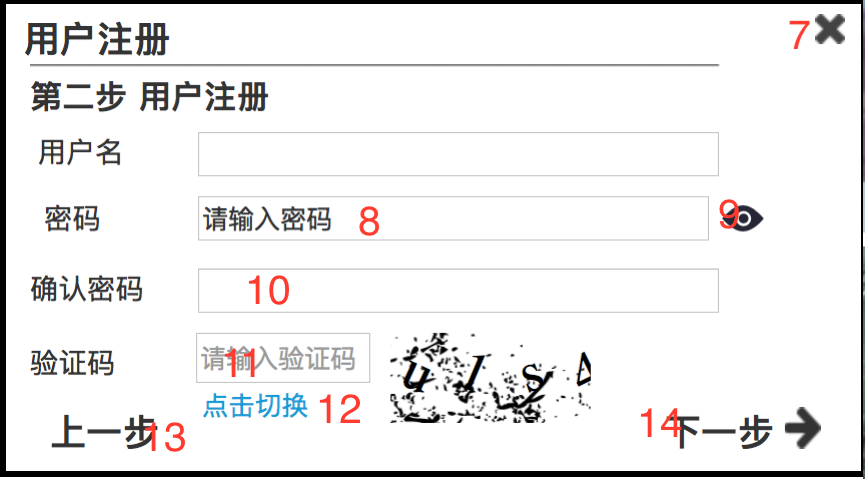 用户注册 7
第二步 用户注册
用户名
密码 请输入密码 8 9
确认密码 10
验证码 请输入验证码 11
点击切换 12
上一步 13 14 下一步